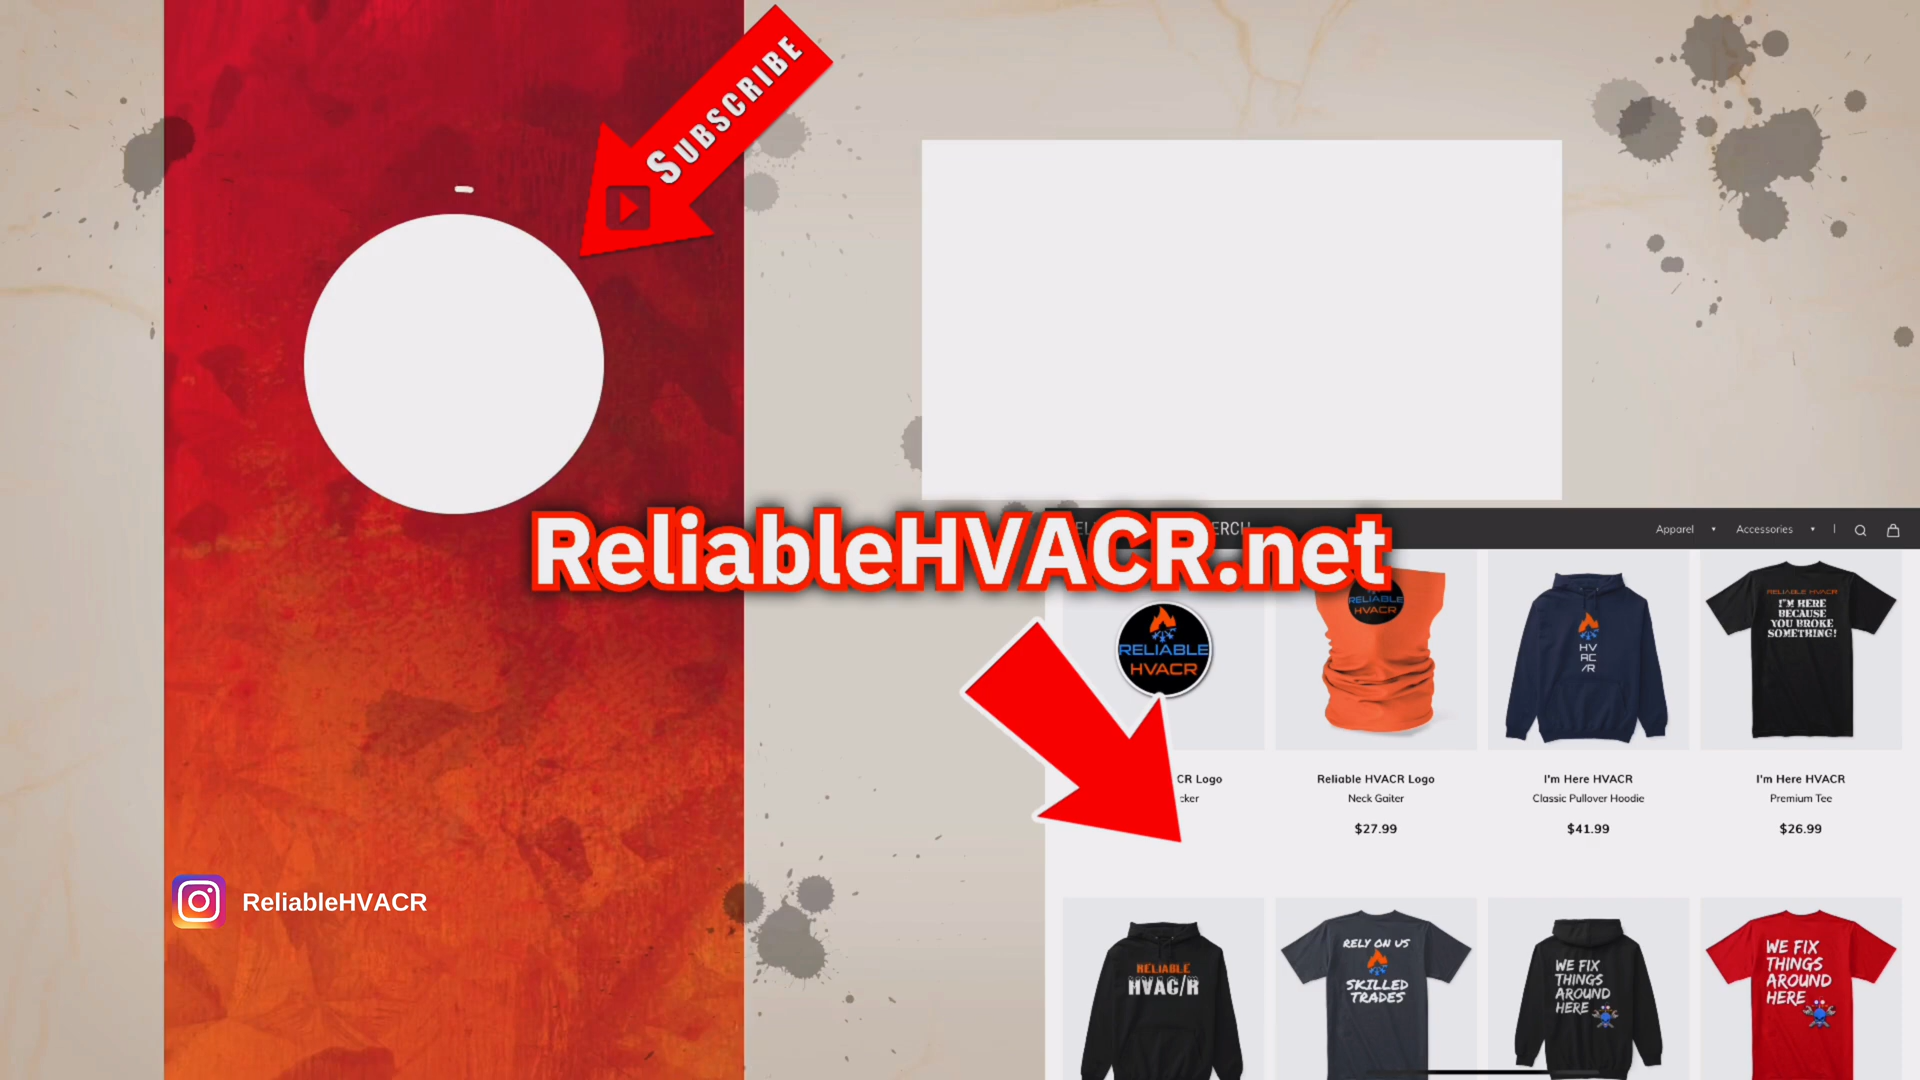 SUBSCRIBE
ReliableHVACR.net
Apparel
Accessories
RELIABLE
HVACR
RELIABLE
HVACR
HV
AC
/R
RELIABLE HVACR
I'M HERE
BECAUSE
YOU BROKE
SOMETHING!
CR Logo
Reliable HVACR Logo
Neck Gaiter
$27.99
I'm Here HVACR
Classic Pullover Hoodie
$41.99
I'm Here HVACR
Premium Tee
$26.99
ReliableHVACR
RELIABLE
HVAC/R
RELY ON US
SKILLED
TRADES
WE FIX
THINGS
AROUND
HERE
WE FIX
THINGS
AROUND
HERE